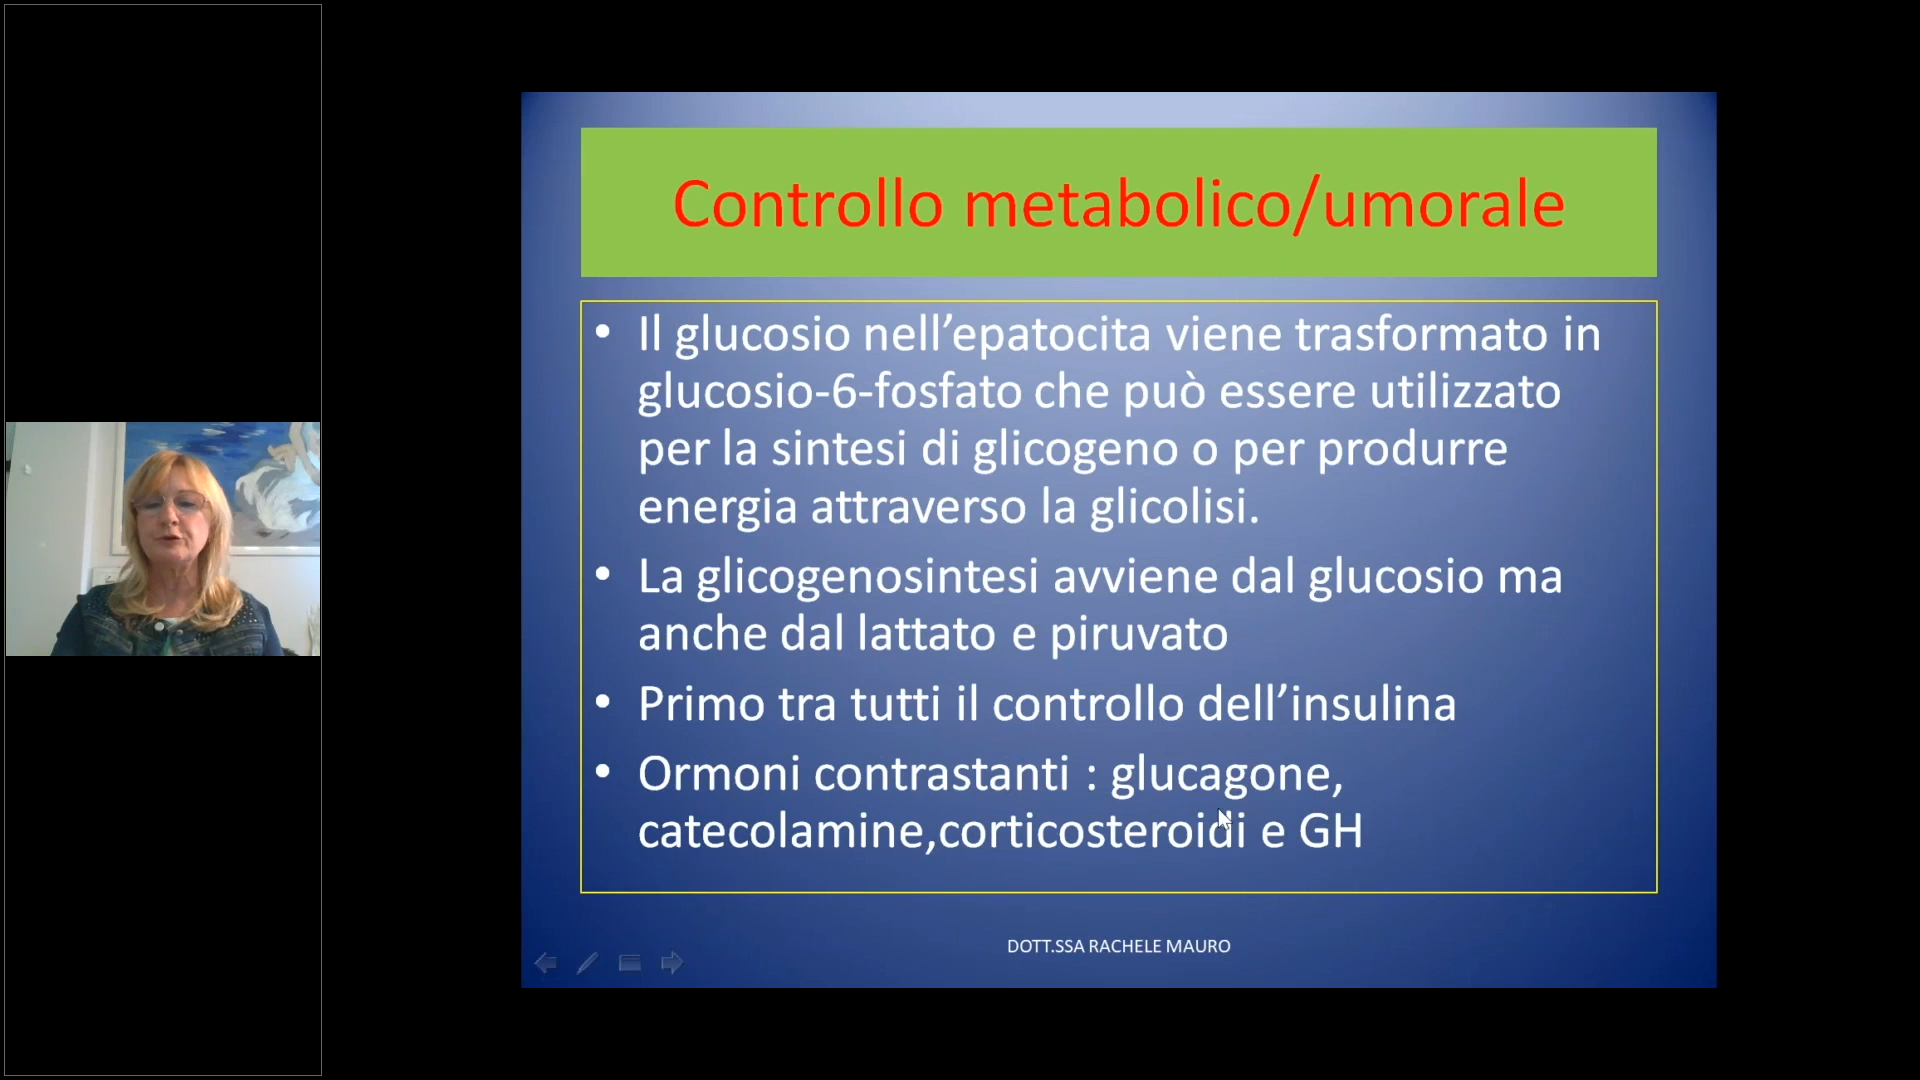 Controllo metabolico/umorale
• Il glucosio nell’epatocita viene trasformato in
glucosio-6-fosfato che può essere utilizzato
per la sintesi di glicogeno o per produrre
energia attraverso la glicolisi.
• La glicogenosintesi avviene dal glucosio ma
anche dal lattato e piruvato
• Primo tra tutti il controllo dell’insulina
• Ormoni contrastanti : glucagone,
catecolamine,corticosteroidi e GH
DOTT.SSA RACHELE MAURO